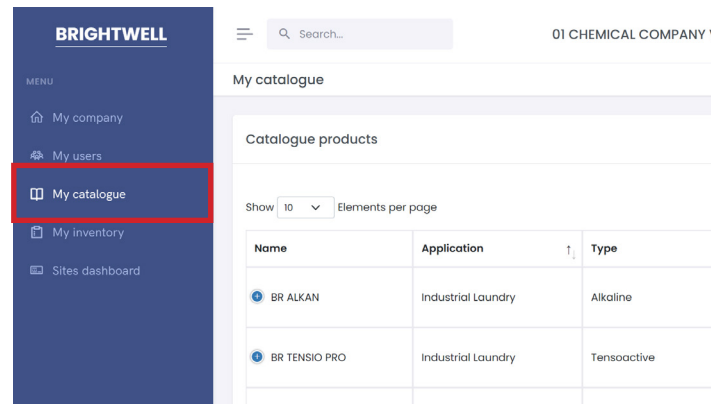 BRIGHTWELL
MENU
My company
My users
My catalogue
My inventory
Sites dashboard
Search...
01 CHEMICAL COMPANY
My catalogue
Catalogue products
Show 10 Elements per page
Name Application Type
BR ALKAN Industrial Laundry Alkaline
BR TENSIO PRO Industrial Laundry Tensoactive